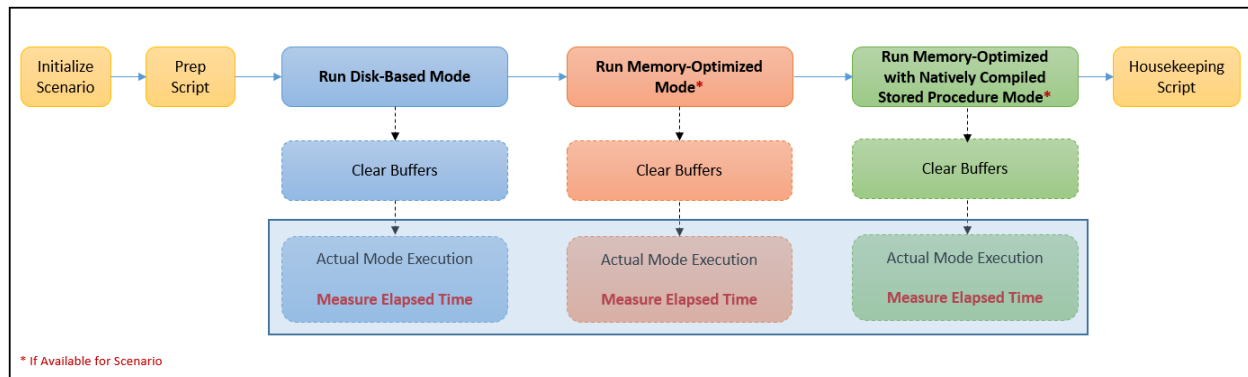 Initialize
Scenario
Prep
Script
Run Disk-Based Mode
Run Memory-Optimized
Mode*
Run Memory-Optimized
with Natively Compiled
Stored Procedure Mode*
Housekeeping
Script
Clear Buffers
Clear Buffers
Clear Buffers
Actual Mode Execution
Measure Elapsed Time
Actual Mode Execution
Measure Elapsed Time
Actual Mode Execution
Measure Elapsed Time
* If Available for Scenario